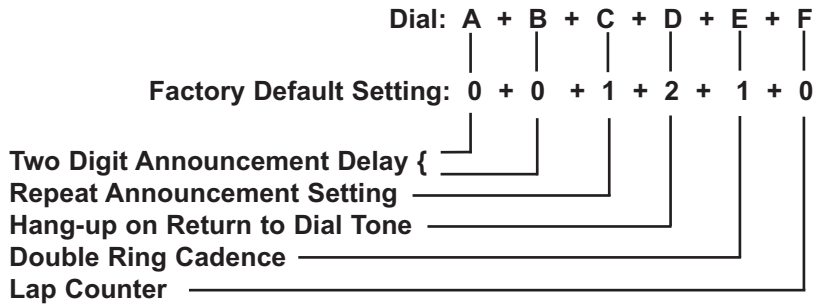 Dial: A + B + C + D + E + F
Factory Default Setting: 0 + 0 + 1 + 2 + 1 + 0
Two Digit Announcement Delay {
Repeat Announcement Setting
Hang-up on Return to Dial Tone
Double Ring Cadence
Lap Counter